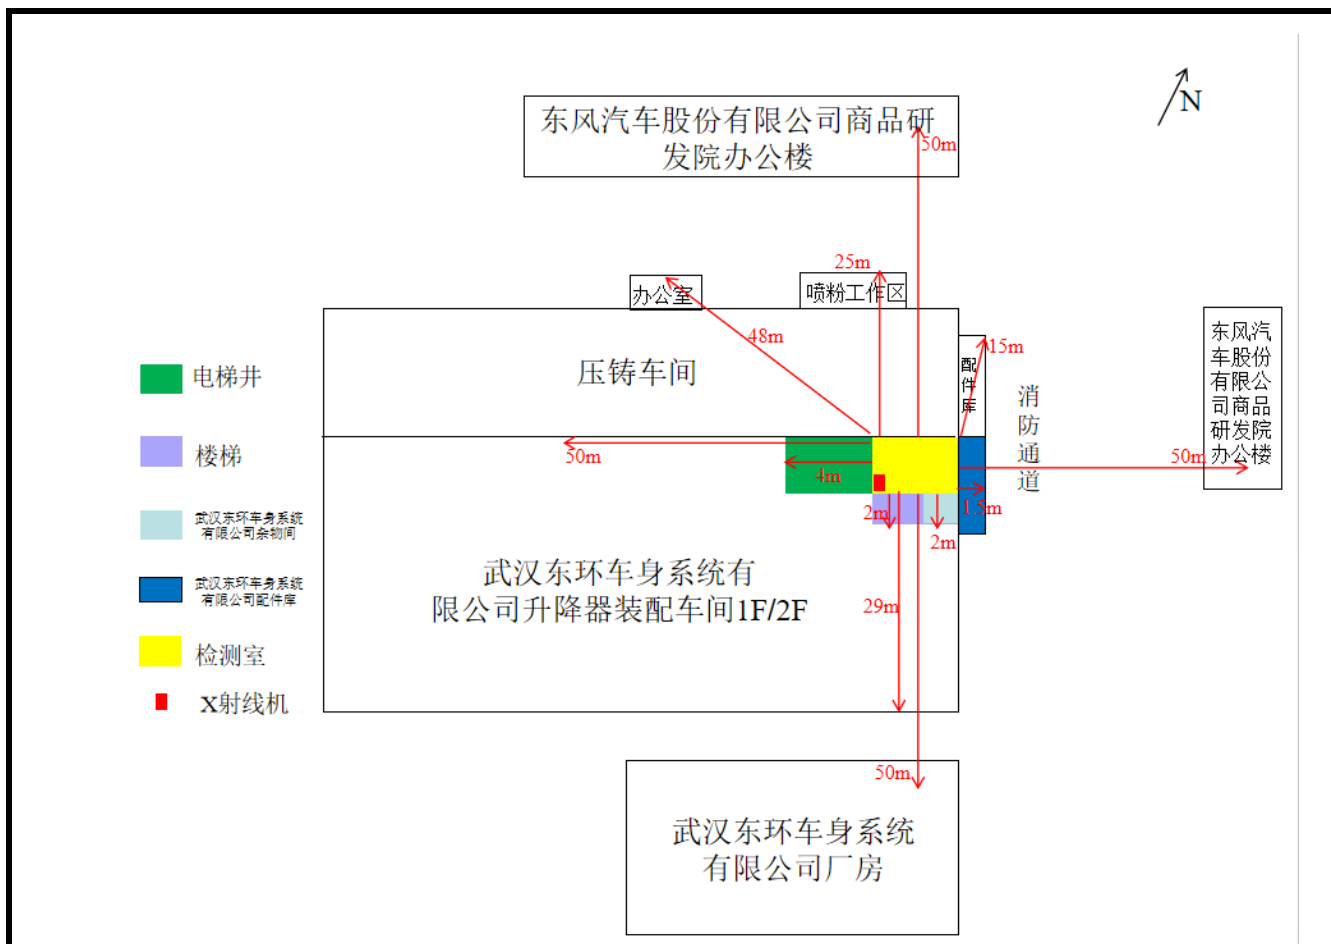 N
东风汽车股份有限公司商品研
发院办公楼
50m
25m
办公室
喷粉工作区
48m
15m
压铸车间
配
件
库
消
防
通
道
东风汽
车股份
有限公
司商品
研发院
办公楼
电梯井
楼梯
武汉东环车身系统
有限公司杂物间
武汉东环车身系统
有限公司配件库
检测室
X射线机
50m
4m
50m
1.5m
2m
2m
武汉东环车身系统有
限公司升降器装配车间1F/2F
29m
50m
武汉东环车身系统
有限公司厂房